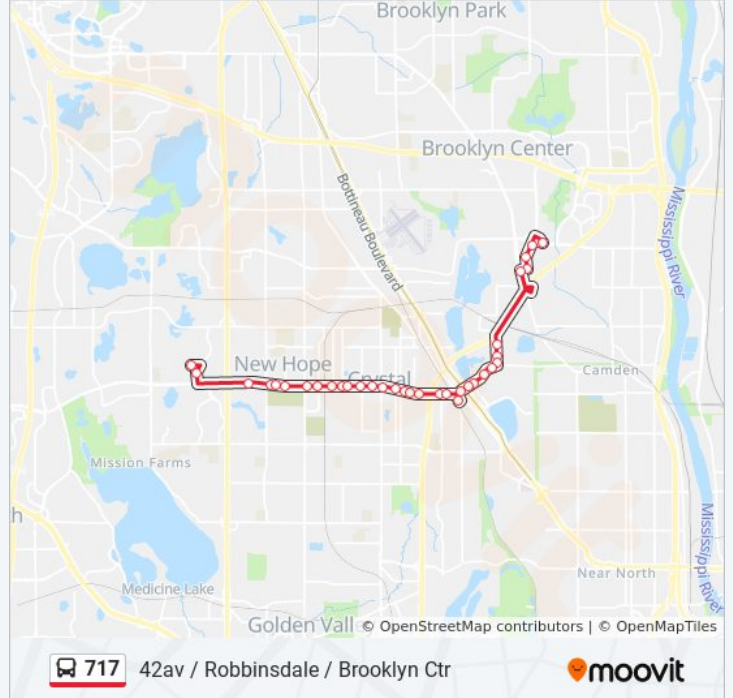 Brooklyn Park
Brooklyn Center
Bottineau Boulevard
Mississippi River
New Hope
Crystal
Camden
Mission Farms
th
Mississippi River
Medicine Lake
Near North
Golden Vall
© OpenStreetMap contributors | © OpenMapTiles
717 42av / Robbinsdale / Brooklyn Ctr
moovit